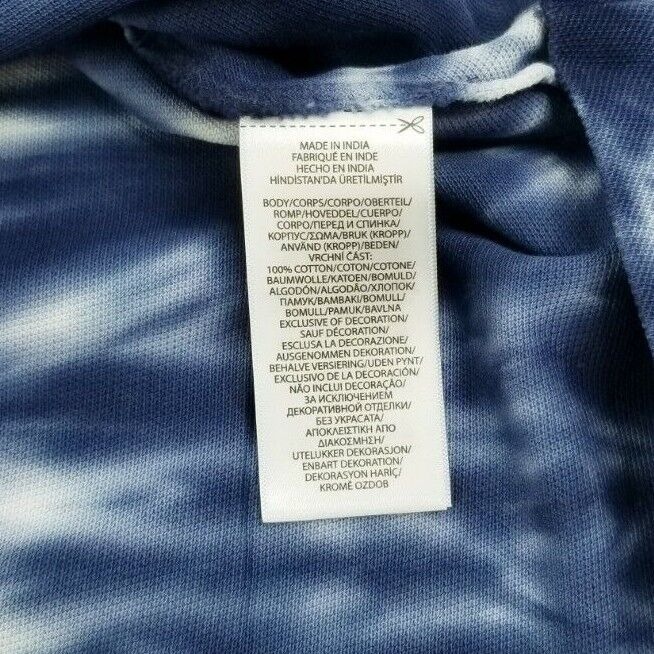 MADE IN INDIA
FABRIQUÉ EN INDE
HECHO EN INDIA
HİNDİSTAN'DA ÜRETİLMİŞTİR
BODY/CORPS/CORPO/OBERTEIL/
ROMP/HOVEDDEL/CUERPO/
CORPO/ПЕРЕД И СПИНКА/
КОРПУС/ΣΩΜΑ/BRUK (KROPP)/
ANVÄND (KROPP)/BEDEN/
VRCHNÍ ČÁST:
100% COTTON/COTON/COTONE/
BAUMWOLLE/KATOEN/BOMULD/
ALGODÓN/ALGODÃO/ХЛОПОК/
ПАМУК/BAMBAKI/BOMULL/
BOMULL/PAMUK/BAVLNA
EXCLUSIVE OF DECORATION/
SAUF DÉCORATION/
ESCLUSA LA DECORAZIONE/
AUSGENOMMEN DEKORATION/
BEHALVE VERSIERING/UDEN PYNT/
EXCLUSIVO DE LA DECORACIÓN/
NÃO INCLUI DECORAÇÃO/
ЗА ИСКЛЮЧЕНИЕМ
ДЕКОРАТИВНОЙ ОТДЕЛКИ/
БЕЗ УКРАСАТА/
ΑΠΟΚΛΕΙΣΤΙΚΗ ΑΠΟ
ΔΙΑΚΟΣΜΗΣΗ/
UTELUKKER DEKORASJON/
ENBART DEKORATION/
DEKORASYON HARİÇ/
KROMĚ OZDOB